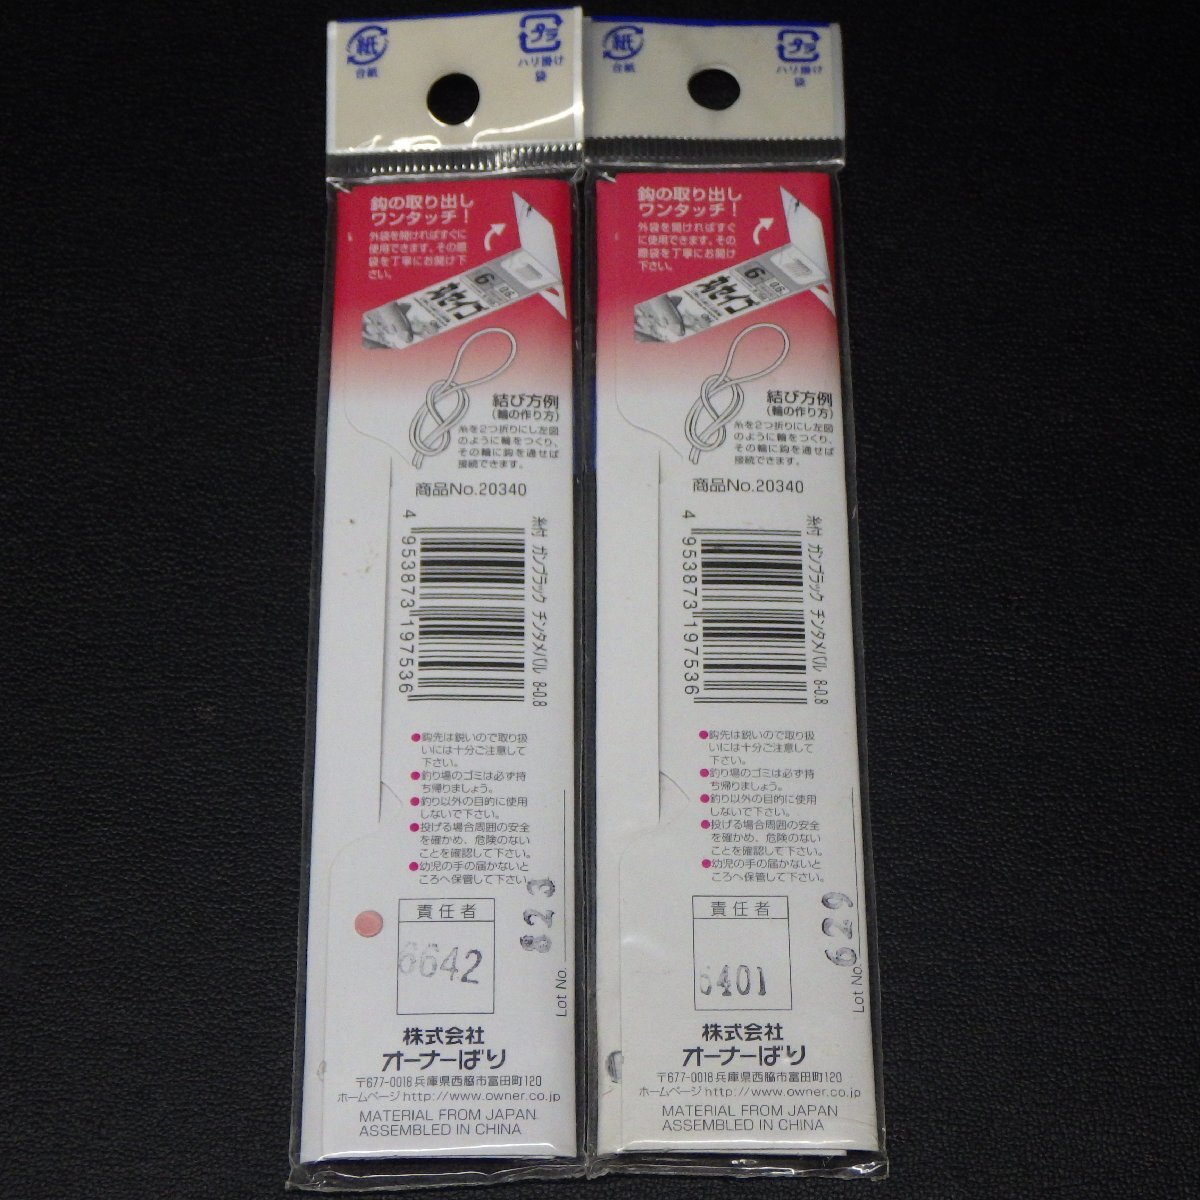 紙
台紙
プラ
ハリ掛け
袋
鈎の取り出し
ワンタッチ！
外袋を開ければすぐに
使用できます。その際
袋を丁寧にお開け下
さい。
6
0.8
丸セイゴ
結び方例
(輪の作り方)
糸を2つ折りにし左図
のように輪をつくり、
その輪に鈎を通せば
接続できます。
商品No.20340
糸付 ガンブラック チンタメバル 8-0.8
4 953873 197536
●鈎先は鋭いので取り扱
いには十分ご注意して
下さい。
●釣り場のゴミは必ず持
ち帰りましょう。
●釣り以外の目的に使用
しないで下さい。
●投げる場合周囲の安全
を確かめ、危険のない
ことを確認して下さい。
●幼児の手の届かないと
ころへ保管して下さい。
責任者
6642
Lot No.
823
株式会社
オーナーばり
〒677-0018 兵庫県西脇市富田町120
ホームページ http://www.owner.co.jp
MATERIAL FROM JAPAN
ASSEMBLED IN CHINA
紙
台紙
プラ
ハリ掛け
袋
鈎の取り出し
ワンタッチ！
外袋を開ければすぐ
に使用できます。その
際袋を丁寧にお開け
下さい。
6
0.8
丸セイゴ
結び方例
(輪の作り方)
糸を2つ折りにし左図
のように輪をつくり、
その輪に鈎を通せば
接続できます。
商品No.20340
糸付 ガンブラック チンタメバル 8-0.8
4 953873 197536
●鈎先は鋭いので取り扱
いには十分ご注意して
下さい。
●釣り場のゴミは必ず持
ち帰りましょう。
●釣り以外の目的に使用
しないで下さい。
●投げる場合周囲の安全
を確かめ、危険のない
ことを確認して下さい。
●幼児の手の届かないと
ころへ保管して下さい。
責任者
6401
Lot No.
629
株式会社
オーナーばり
〒677-0018 兵庫県西脇市富田町120
ホームページ http://www.owner.co.jp
MATERIAL FROM JAPAN
ASSEMBLED IN CHINA